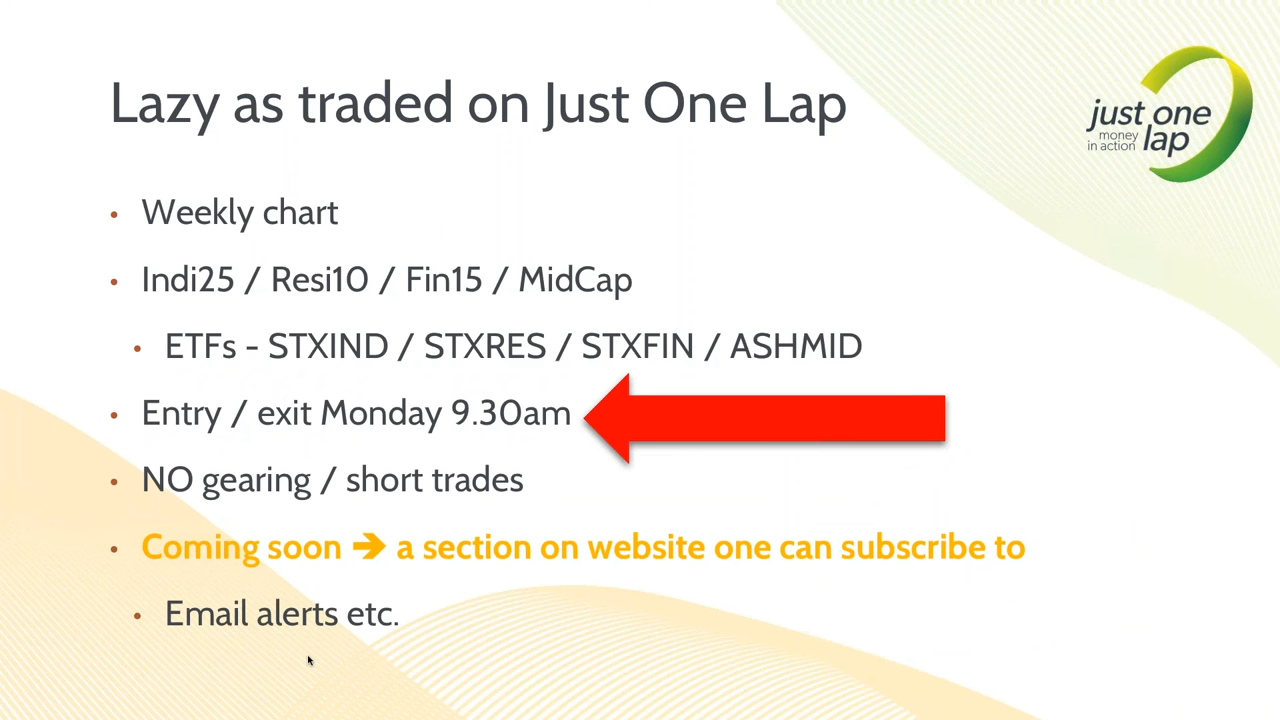 Lazy as traded on Just One Lap
just one
money
in action lap
• Weekly chart
• Indi25 / Resi10 / Fin15 / MidCap
• ETFs - STXIND / STXRES / STXFIN / ASHMID
• Entry / exit Monday 9.30am
• NO gearing / short trades
• Coming soon ➔ a section on website one can subscribe to
• Email alerts etc.